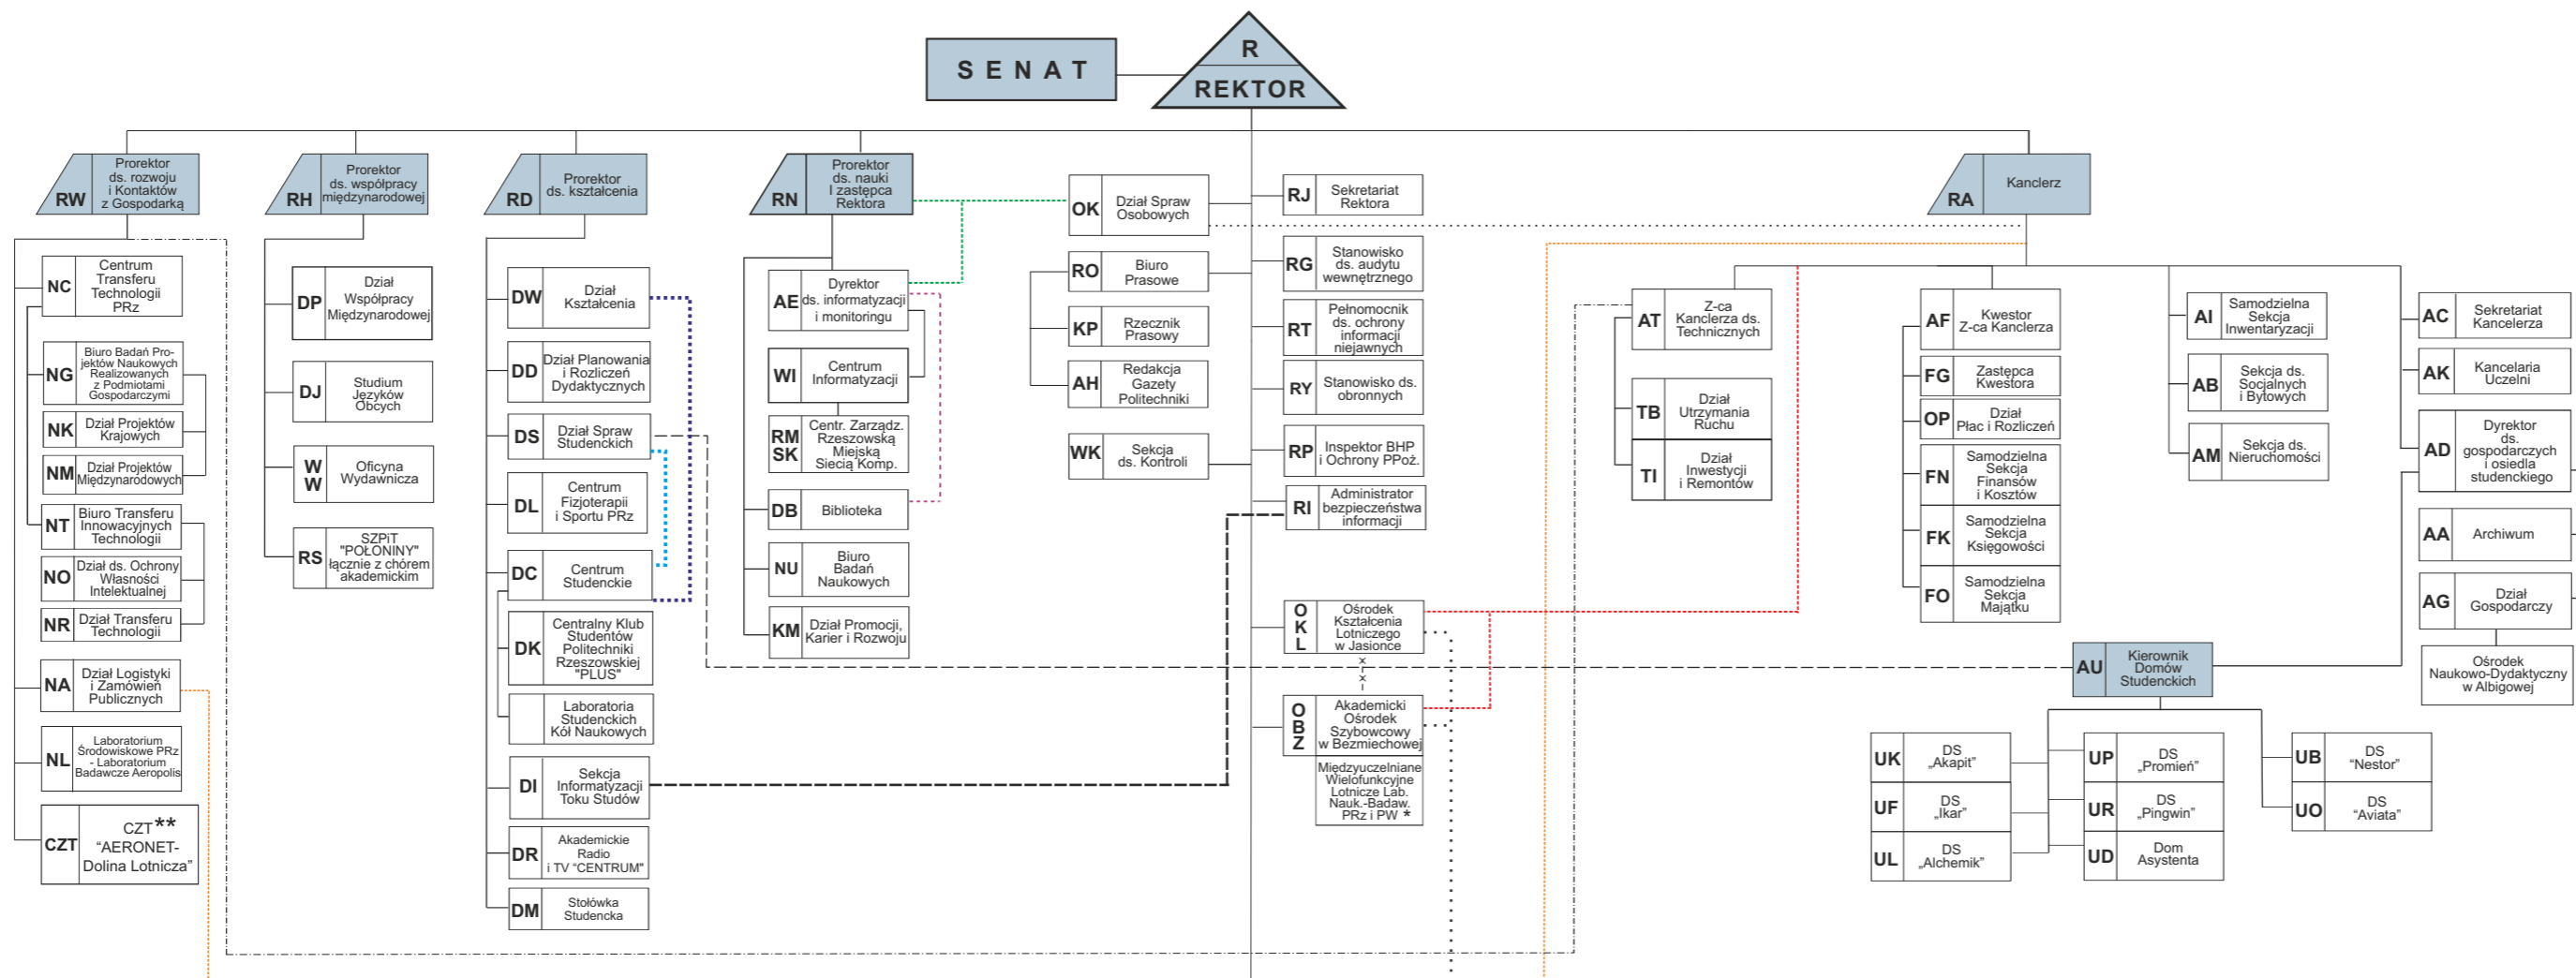 SENAT
R
REKTOR
RW
Prorektor
ds. rozwoju
i Kontaktów
z Gospodarką
RH
Prorektor
ds. współpracy
międzynarodowej
RD
Prorektor
ds. kształcenia
RN
Prorektor
ds. nauki
I zastępca
Rektora
RA
Kanclerz
NC
Centrum
Transferu
Technologii
PRz
NG
Biuro Badań Pro-
jektów Naukowych
Realizowanych
z Podmiotami
Gospodarczymi
NK
Dział Projektów
Krajowych
NM
Dział Projektów
Międzynarodowych
NT
Biuro Transferu
Innowacyjnych
Technologii
NO
Dział ds. Ochrony
Własności
Intelektualnej
NR
Dział Transferu
Technologii
NA
Dział Logistyki
i Zamówień
Publicznych
NL
Laboratorium
Środowiskowe PRz
- Laboratorium
Badawcze Aeropolis
CZT
CZT**
“AERONET-
Dolina Lotnicza”
DP
Dział
Współpracy
Międzynarodowej
DJ
Studium
Języków
Obcych
W
W
Oficyna
Wydawnicza
RS
SZPiT
"POŁONINY"
łącznie z chórem
akademickim
DW
Dział
Kształcenia
DD
Dział Planowania
i Rozliczeń
Dydaktycznych
DS
Dział Spraw
Studenckich
DL
Centrum
Fizjoterapii
i Sportu PRz
DC
Centrum
Studenckie
DK
Centralny Klub
Studentów
Politechniki
Rzeszowskiej
"PLUS"
Laboratoria
Studenckich
Kół Naukowych
DI
Sekcja
Informatyzacji
Toku Studów
DR
Akademickie
Radio
i TV “CENTRUM”
DM
Stołówka
Studencka
AE
Dyrektor
ds. informatyzacji
i monitoringu
WI
Centrum
Informatyzacji
RM
SK
Centr. Zarządz.
Rzeszowską
Miejską
Siecią Komp.
DB
Biblioteka
NU
Biuro
Badań
Naukowych
KM
Dział Promocji,
Karier i Rozwoju
OK
Dział Spraw
Osobowych
RO
Biuro
Prasowe
KP
Rzecznik
Prasowy
AH
Redakcja
Gazety
Politechniki
WK
Sekcja
ds. Kontroli
RJ
Sekretariat
Rektora
RG
Stanowisko
ds. audytu
wewnętrznego
RT
Pełnomocnik
ds. ochrony
informacji
niejawnych
RY
Stanowisko ds.
obronnych
RP
Inspektor BHP
i Ochrony PPoż.
RI
Administrator
bezpieczeństwa
informacji
O
K
L
Ośrodek
Kształcenia
Lotniczego
w Jasionce
O
B
Z
Akademicki
Ośrodek
Szybowcowy
w Bezmiechowej
Międzyuczelniane
Wielofunkcyjne
Lotnicze Lab.
Nauk.-Badaw.
PRz i PW *
AT
Z-ca
Kanclerza ds.
Technicznych
TB
Dział
Utrzymania
Ruchu
TI
Dział
Inwestycji
i Remontów
AF
Kwestor
Z-ca Kanclerza
FG
Zastępca
Kwestora
OP
Dział
Płac i Rozliczeń
FN
Samodzielna
Sekcja
Finansów
i Kosztów
FK
Samodzielna
Sekcja
Księgowości
FO
Samodzielna
Sekcja
Majątku
AI
Samodzielna
Sekcja
Inwentaryzacji
AB
Sekcja ds.
Socjalnych
i Bytowych
AM
Sekcja ds.
Nieruchomości
AC
Sekretariat
Kancelerza
AK
Kancelaria
Uczelni
AD
Dyrektor
ds.
gospodarczych
i osiedla
studenckiego
AA
Archiwum
AG
Dział
Gospodarczy
Ośrodek
Naukowo-Dydaktyczny
w Albigowej
AU
Kierownik
Domów
Studenckich
UK
DS
„Akapit”
UF
DS
„Ikar”
UL
DS
„Alchemik”
UP
DS
„Promień”
UR
DS
„Pingwin”
UD
Dom
Asystenta
UB
DS
“Nestor”
UO
DS
“Aviata”